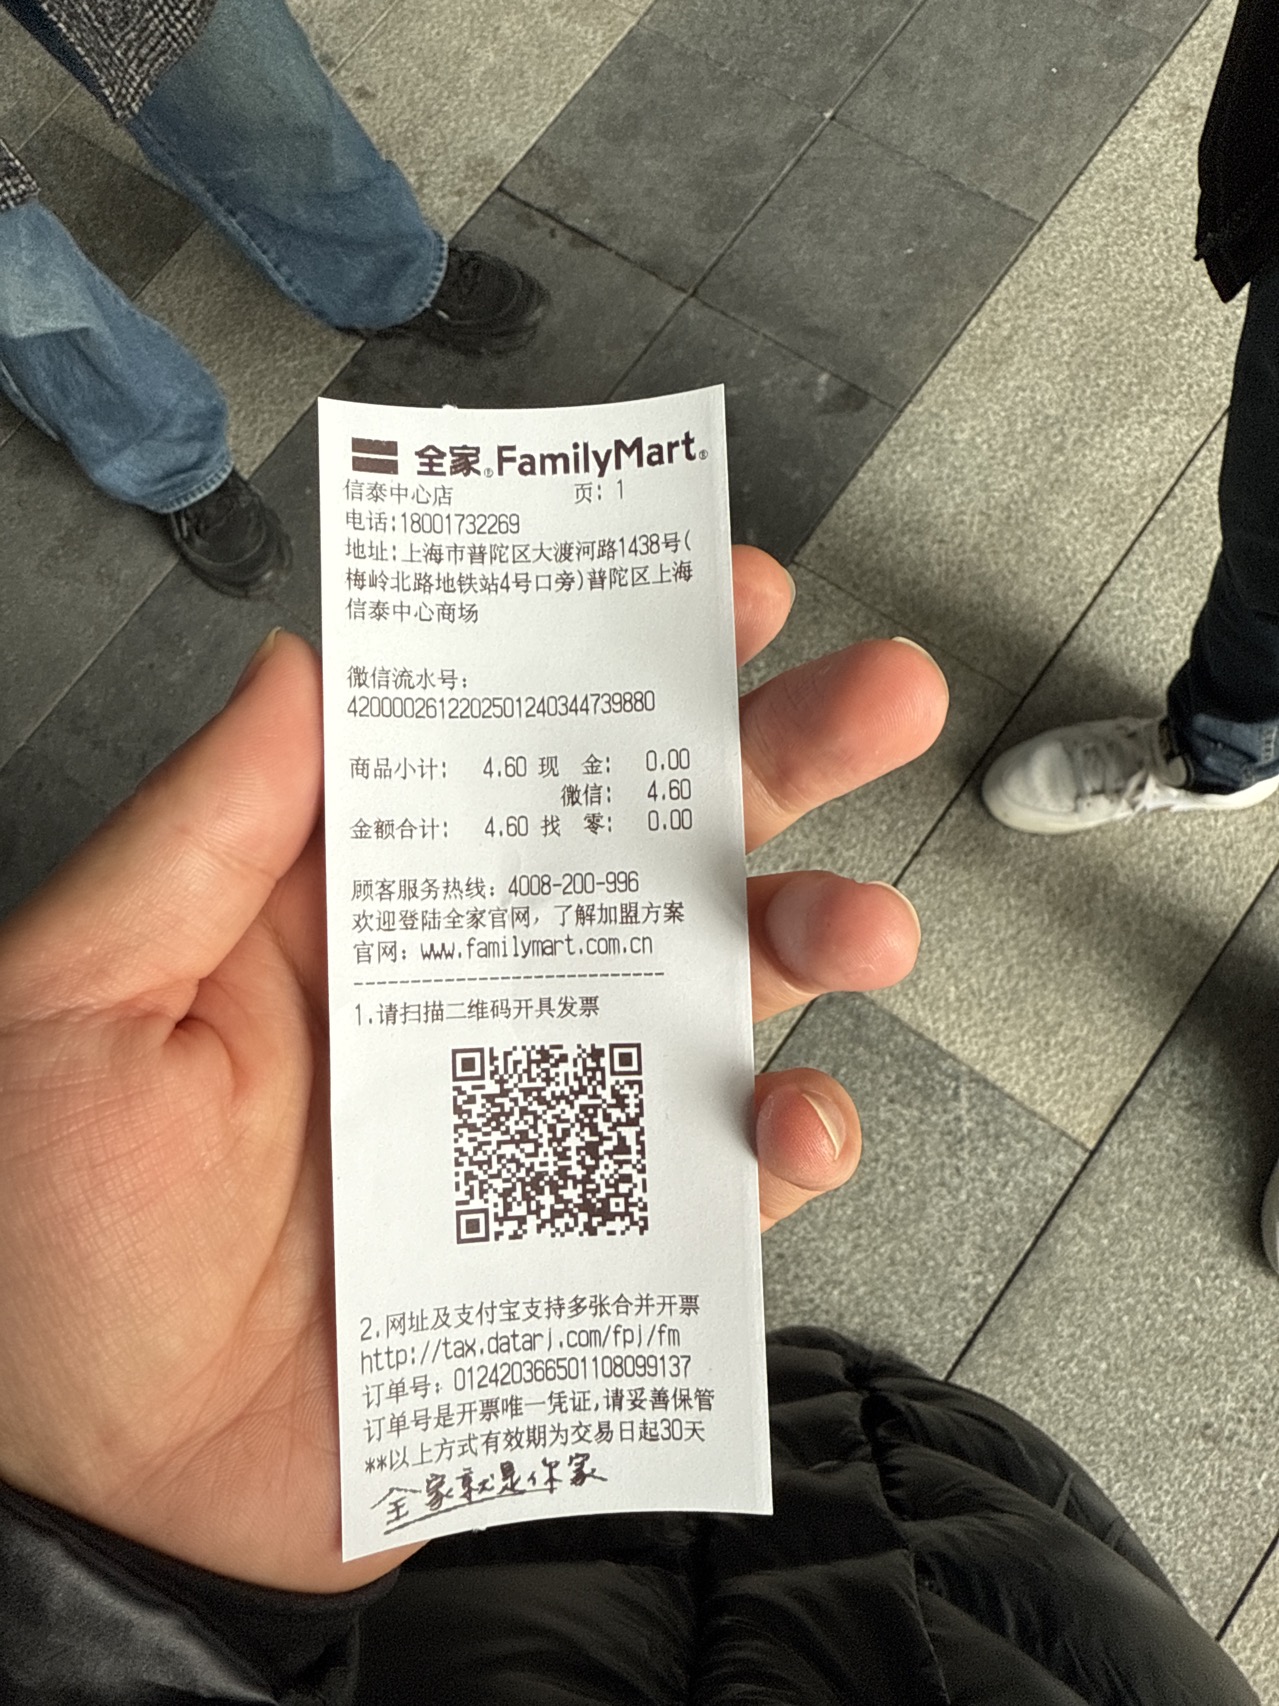 全家® FamilyMart®
信泰中心店 页: 1
电话:18001732269
地址:上海市普陀区大渡河路1438号(
梅岭北路地铁站4号口旁)普陀区上海
信泰中心商场
微信流水号:
4200002612202501240344739880
商品小计: 4.60 现 金: 0.00
微信: 4.60
金额合计: 4.60 找 零: 0.00
顾客服务热线: 4008-200-996
欢迎登陆全家官网,了解加盟方案
官网: www.familymart.com.cn
----------------------------
1.请扫描二维码开具发票
2.网址及支付宝支持多张合并开票
http://tax.datarj.com/fpj/fm
订单号: 012420366501108099137
订单号是开票唯一凭证,请妥善保管
**以上方式有效期为交易日起30天
全家就是你家